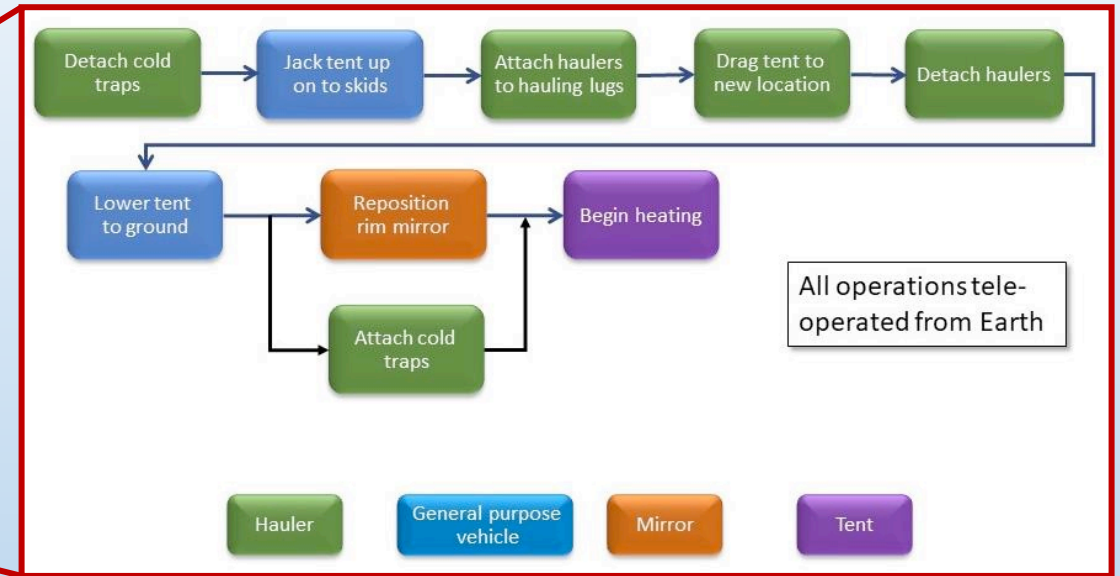 Detach cold
traps
Jack tent up
on to skids
Attach haulers
to hauling lugs
Drag tent to
new location
Detach haulers
Lower tent
to ground
Reposition
rim mirror
Begin heating
Attach cold
traps
All operations tele-
operated from Earth
Hauler
General purpose
vehicle
Mirror
Tent